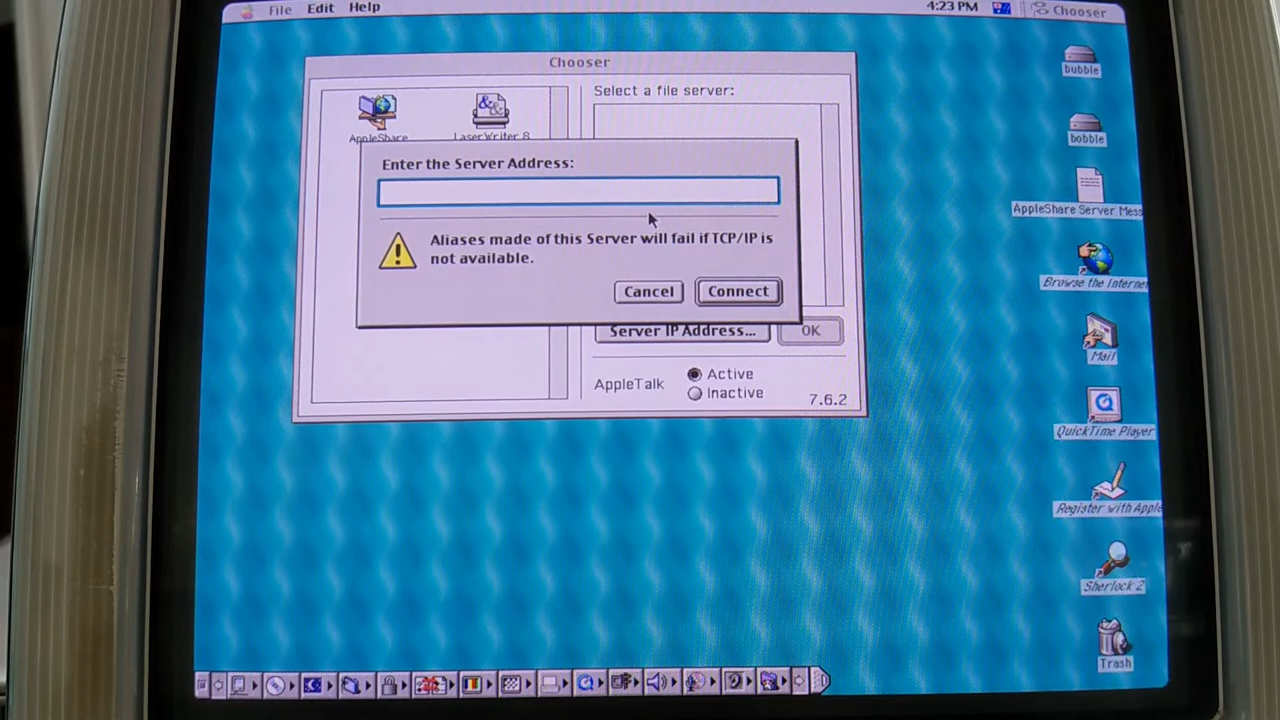 File Edit Help
4:23 PM
Chooser
Chooser
AppleShare
LaserWriter 8
Select a file server:
Enter the Server Address:
Aliases made of this Server will fail if TCP/IP is
not available.
Cancel
Connect
Server IP Address...
OK
AppleTalk
Active
Inactive
7.6.2
bubble
bobble
AppleShare Server Mess
Browse the Internet
Mail
QuickTime Player
Register with Apple
Sherlock 2
Trash